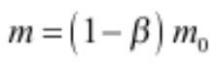 m = (1 − β) m₀